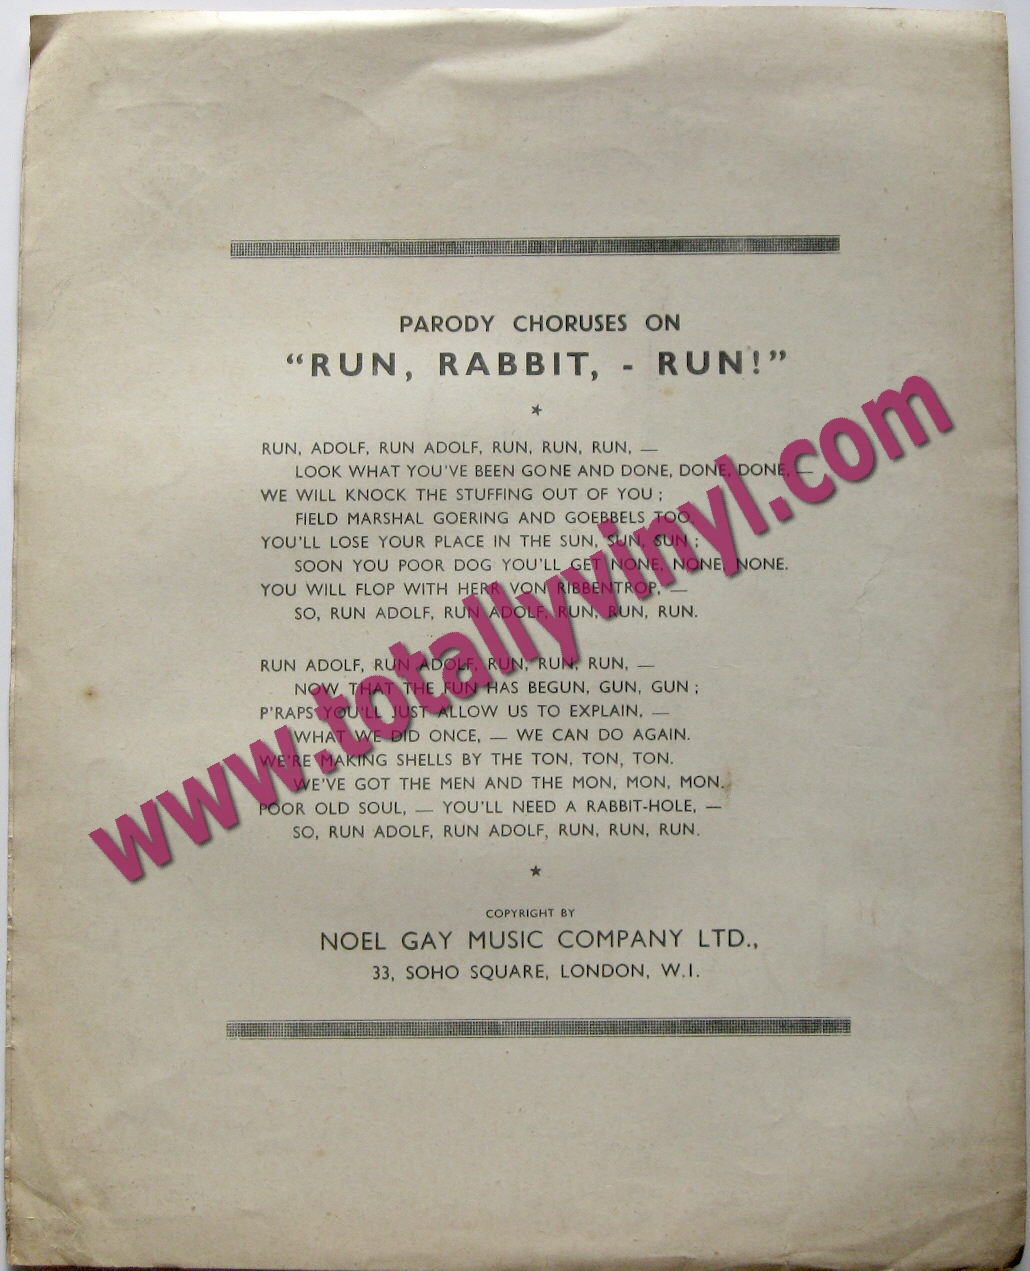 PARODY CHORUSES ON
"RUN, RABBIT, - RUN!"
RUN, ADOLF, RUN ADOLF, RUN, RUN, RUN, —
LOOK WHAT YOU'VE BEEN GONE AND DONE, DONE, DONE, —
WE WILL KNOCK THE STUFFING OUT OF YOU;
FIELD MARSHAL GOERING AND GOEBBELS TOO.
YOU'LL LOSE YOUR PLACE IN THE SUN, SUN, SUN;
SOON YOU POOR DOG YOU'LL GET NONE, NONE, NONE.
YOU WILL FLOP WITH HERR VON RIBBENTROP, —
SO, RUN ADOLF, RUN ADOLF, RUN, RUN, RUN.
RUN ADOLF, RUN ADOLF, RUN, RUN, RUN, —
NOW THAT THE FUN HAS BEGUN, GUN, GUN;
P'RAPS YOU'LL JUST ALLOW US TO EXPLAIN, —
WHAT WE DID ONCE, — WE CAN DO AGAIN.
WE'RE MAKING SHELLS BY THE TON, TON, TON.
WE'VE GOT THE MEN AND THE MON, MON, MON.
POOR OLD SOUL, — YOU'LL NEED A RABBIT-HOLE, —
SO, RUN ADOLF, RUN ADOLF, RUN, RUN, RUN.
COPYRIGHT BY
NOEL GAY MUSIC COMPANY LTD.,
33, SOHO SQUARE, LONDON, W.I.
www.totallyvinyl.com